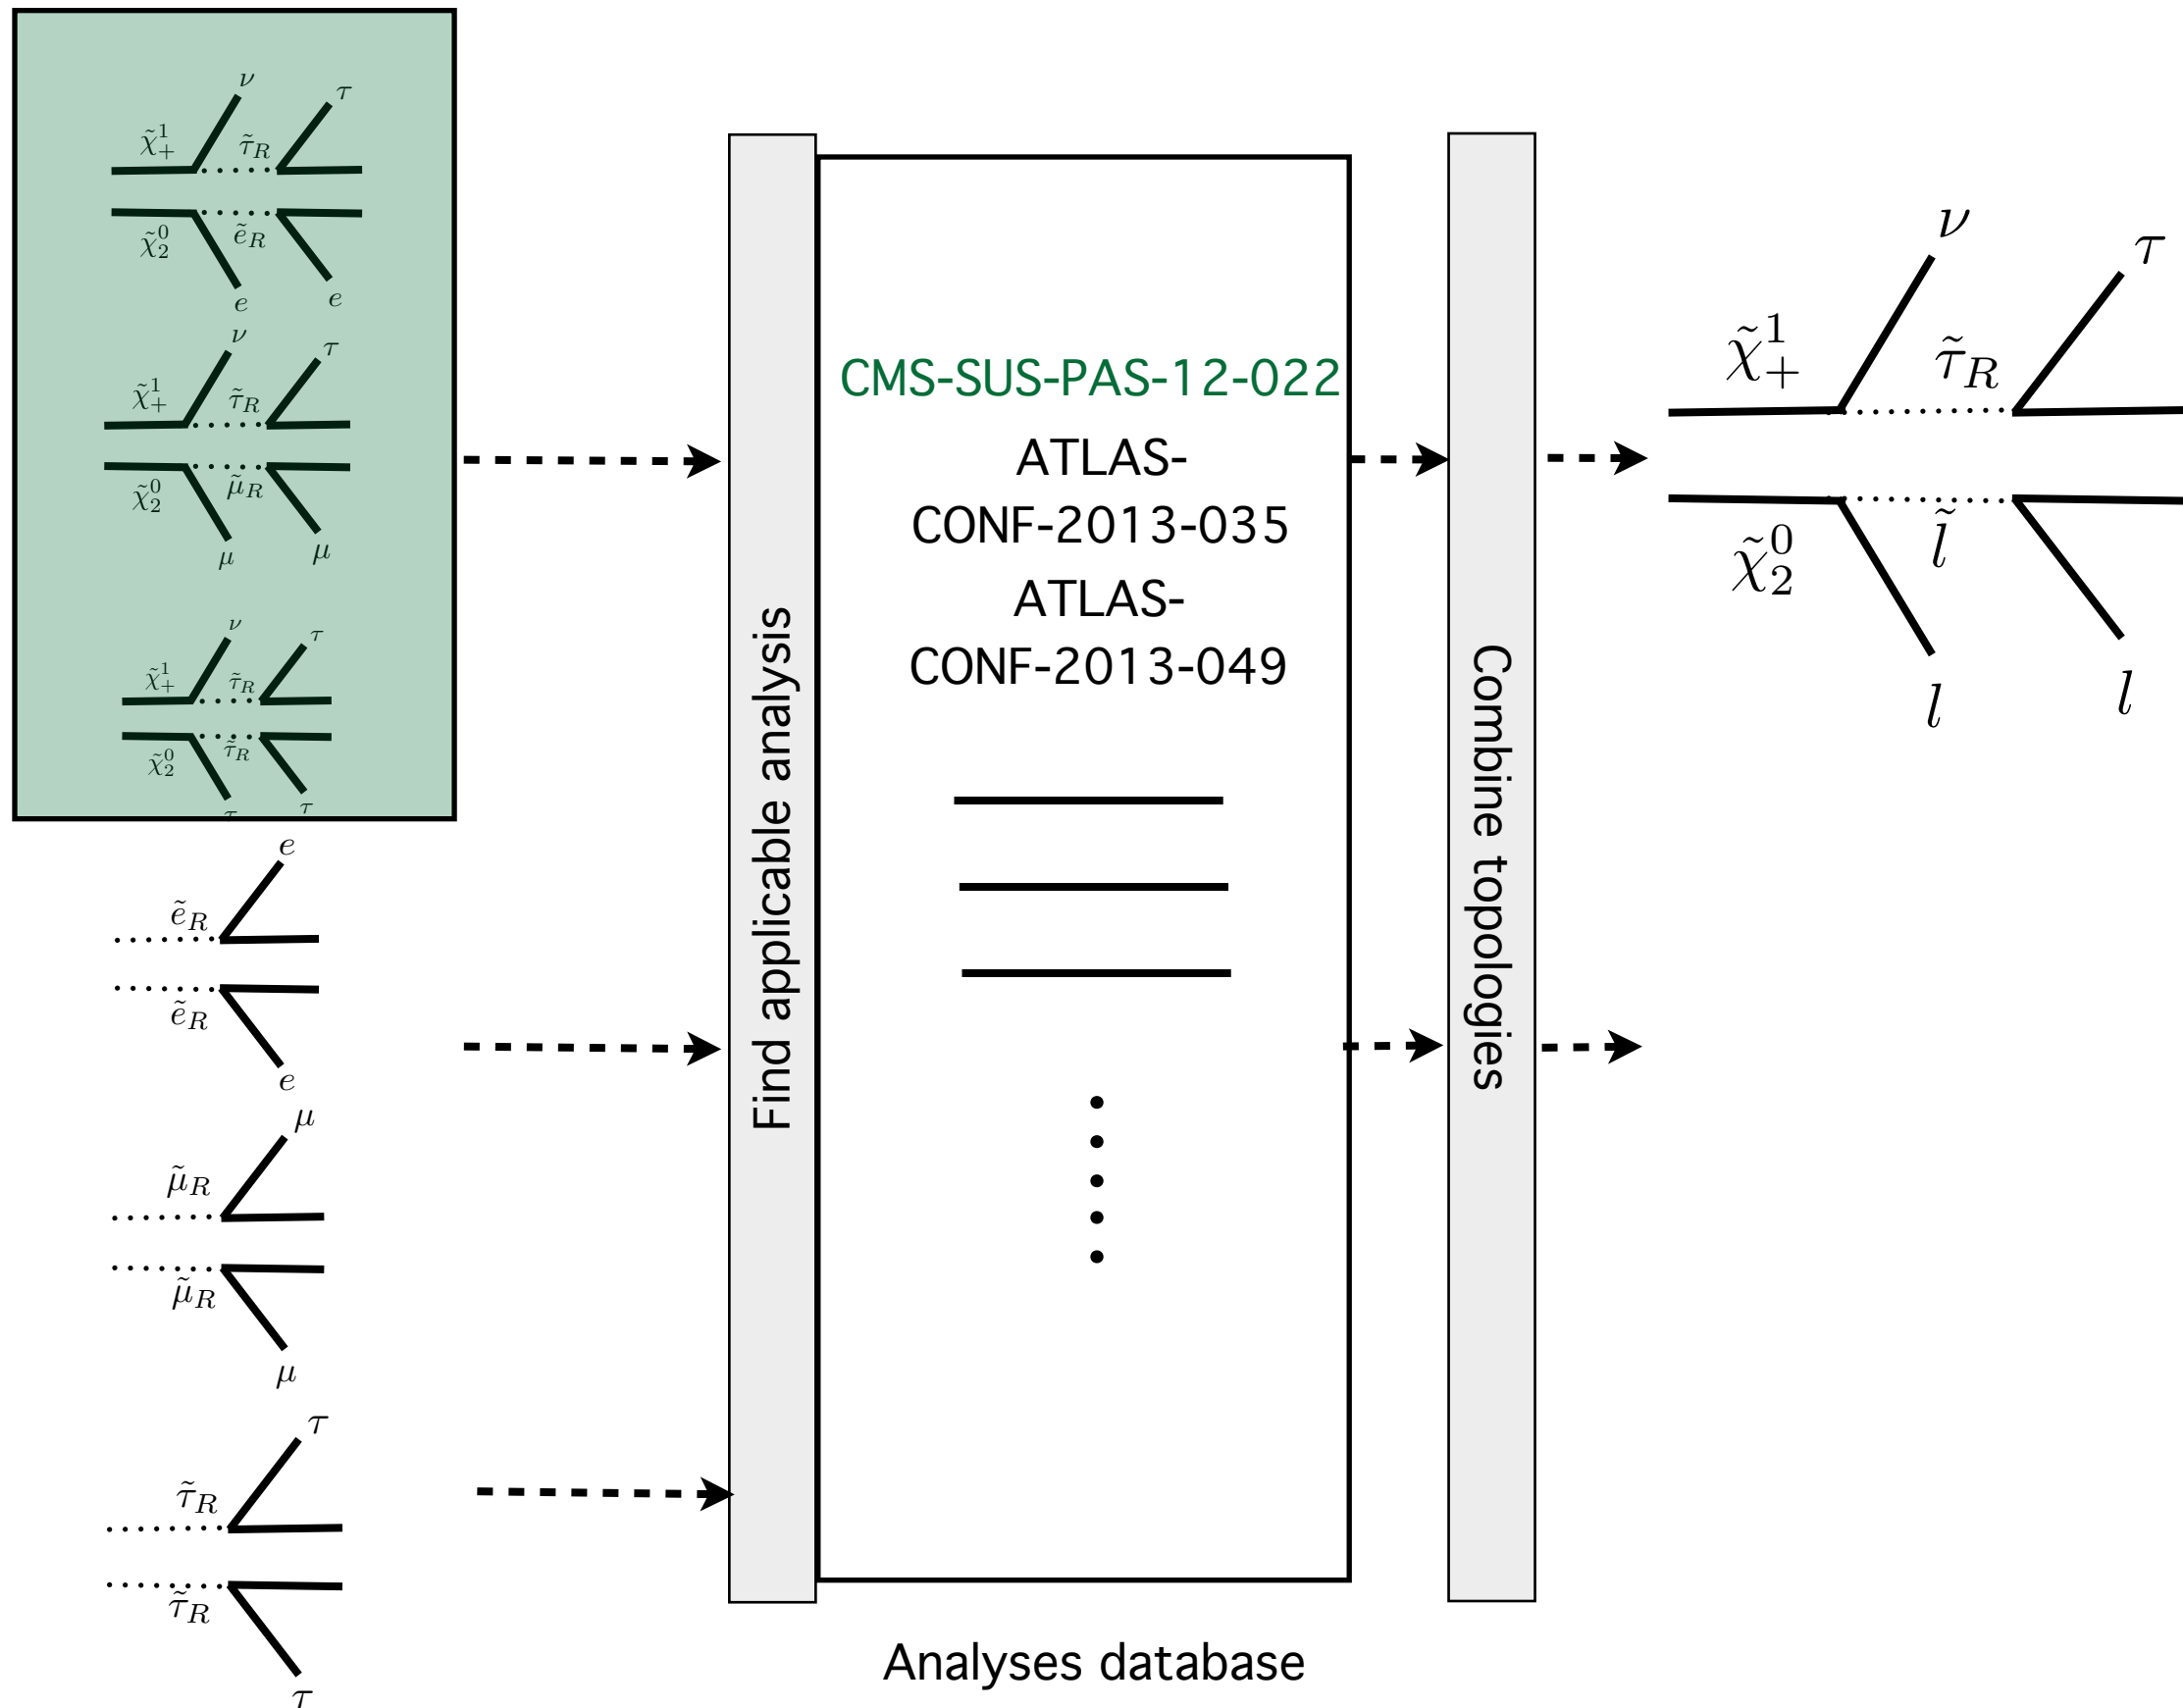 ν
τ
χ̃¹₊
τ̃_R
χ̃⁰₂
ẽ_R
e
e
ν
τ
χ̃¹₊
τ̃_R
χ̃⁰₂
μ̃_R
μ
μ
ν
τ
χ̃¹₊
τ̃_R
χ̃⁰₂
τ̃_R
τ
τ
e
ẽ_R
ẽ_R
e
μ
μ̃_R
μ̃_R
μ
τ
τ̃_R
τ̃_R
τ
Find applicable analysis
CMS-SUS-PAS-12-022
ATLAS-
CONF-2013-035
ATLAS-
CONF-2013-049
Analyses database
Combine topologies
ν
τ
χ̃¹₊
τ̃_R
χ̃⁰₂
l̃
l
l